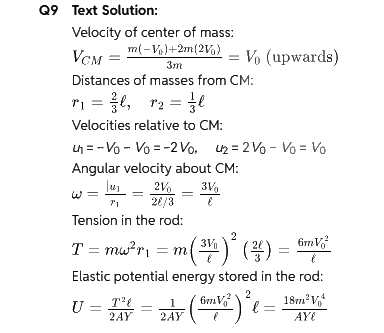 Q9 Text Solution:
Velocity of center of mass:
V_CM = (m(−V₀)+2m(2V₀))/(3m) = V₀ (upwards)
Distances of masses from CM:
r₁ = (2/3)ℓ, r₂ = (1/3)ℓ
Velocities relative to CM:
u₁ = −V₀ − V₀ = −2V₀, u₂ = 2V₀ − V₀ = V₀
Angular velocity about CM:
ω = |u₁/r₁ = 2V₀/(2ℓ/3) = 3V₀/ℓ
Tension in the rod:
T = mω²r₁ = m(3V₀/ℓ)²(2ℓ/3) = 6mV₀²/ℓ
Elastic potential energy stored in the rod:
U = T²ℓ/(2AY) = 1/(2AY) (6mV₀²/ℓ)² ℓ = 18m²V₀⁴/(AYℓ)